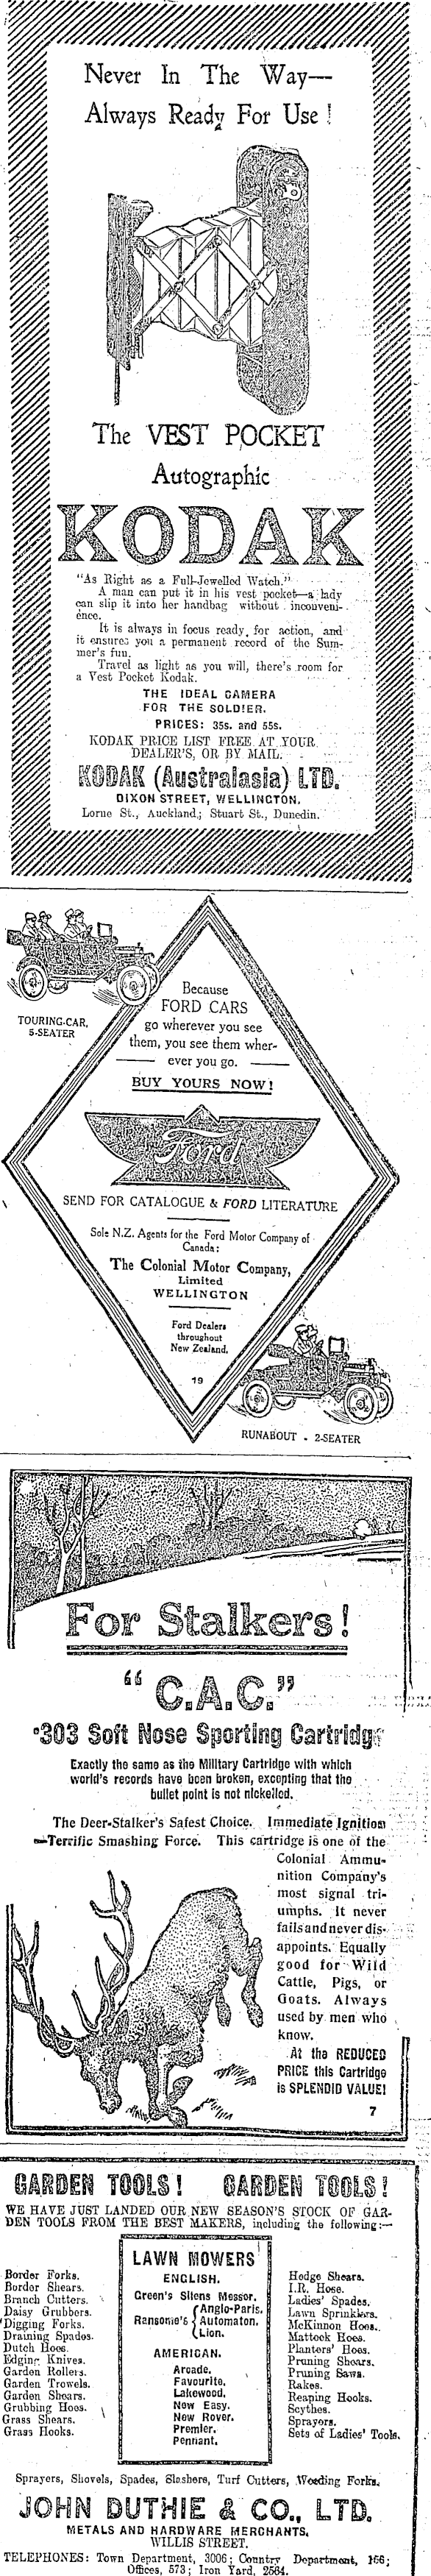 Never In The Way—
Always Ready For Use!
The VEST POCKET
Autographic
KODAK
"As Right as a Full-Jewelled Watch."
A man can put it in his vest pocket—a lady
can slip it into her handbag without inconveni-
ence.
It is always in focus ready for action, and
it ensures you a permanent record of the Sum-
mer's fun.
Travel as light as you will, there's room for
a Vest Pocket Kodak.
THE IDEAL CAMERA
FOR THE SOLDIER.
PRICES: 35s. and 55s.
KODAK PRICE LIST FREE AT YOUR
DEALER'S, OR BY MAIL.
KODAK (Australasia) LTD.
DIXON STREET, WELLINGTON.
Lorne St., Auckland; Stuart St., Dunedin.
TOURING-CAR,
5-SEATER
Because
FORD CARS
go wherever you see
them, you see them wher-
ever you go.
BUY YOURS NOW!
Ford
SEND FOR CATALOGUE & FORD LITERATURE
Sole N.Z. Agents for the Ford Motor Company of
Canada:
The Colonial Motor Company,
Limited
WELLINGTON
Ford Dealers
throughout
New Zealand.
19
RUNABOUT - 2-SEATER
For Stalkers!
"C.A.C."
·303 Soft Nose Sporting Cartridge
Exactly the same as the Military Cartridge with which
world's records have been broken, excepting that the
bullet point is not nickelled.
The Deer-Stalker's Safest Choice. Immediate Ignition
—Terrific Smashing Force. This cartridge is one of the
Colonial Ammu-
nition Company's
most signal tri-
umphs. It never
fails and never dis-
appoints. Equally
good for Wild
Cattle, Pigs, or
Goats. Always
used by men who
know.
At the REDUCED
PRICE this Cartridge
is SPLENDID VALUE!
7
GARDEN TOOLS! GARDEN TOOLS!
WE HAVE JUST LANDED OUR NEW SEASON'S STOCK OF GAR-
DEN TOOLS FROM THE BEST MAKERS, including the following:—
Border Forks.
Border Shears.
Branch Cutters.
Daisy Grubbers.
Digging Forks.
Draining Spades.
Dutch Hoes.
Edging Knives.
Garden Rollers.
Garden Trowels.
Garden Shears.
Grubbing Hoes.
Grass Shears.
Grass Hooks.
LAWN MOWERS
ENGLISH.
Green's Silens Messor.
Ransome's { Anglo-Paris.
Automaton.
Lion.
AMERICAN.
Arcade.
Favourite.
Lakewood.
New Easy.
New Rover.
Premier.
Pennant.
Hedge Shears.
I.R. Hose.
Ladies' Spades.
Lawn Sprinklers.
McKinnon Hoes.
Mattock Hoes.
Planters' Hoes.
Pruning Shears.
Pruning Saws.
Rakes.
Reaping Hooks.
Scythes.
Sprayers.
Sets of Ladies' Tools.
Sprayers, Shovels, Spades, Slashers, Turf Cutters, Weeding Forks.
JOHN DUTHIE & CO., LTD.
METALS AND HARDWARE MERCHANTS,
WILLIS STREET.
TELEPHONES: Town Department, 3006; Country Department, 166;
Offices, 573; Iron Yard, 2564.